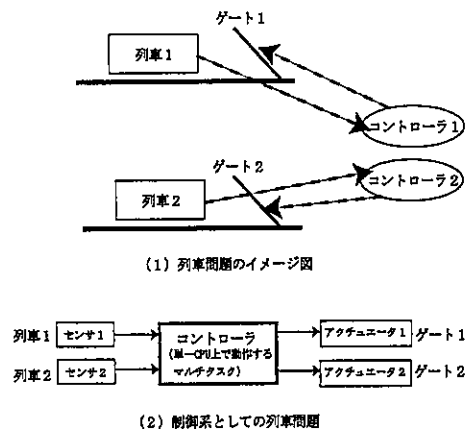 ゲート1
列車1
コントローラ1
ゲート2
コントローラ2
列車2
(1) 列車問題のイメージ図
列車1 センサ1 コントローラ アクチュエータ1 ゲート1
(単一CPU上で動作する
列車2 センサ2 マルチタスク) アクチュエータ2 ゲート2
(2) 制御系としての列車問題